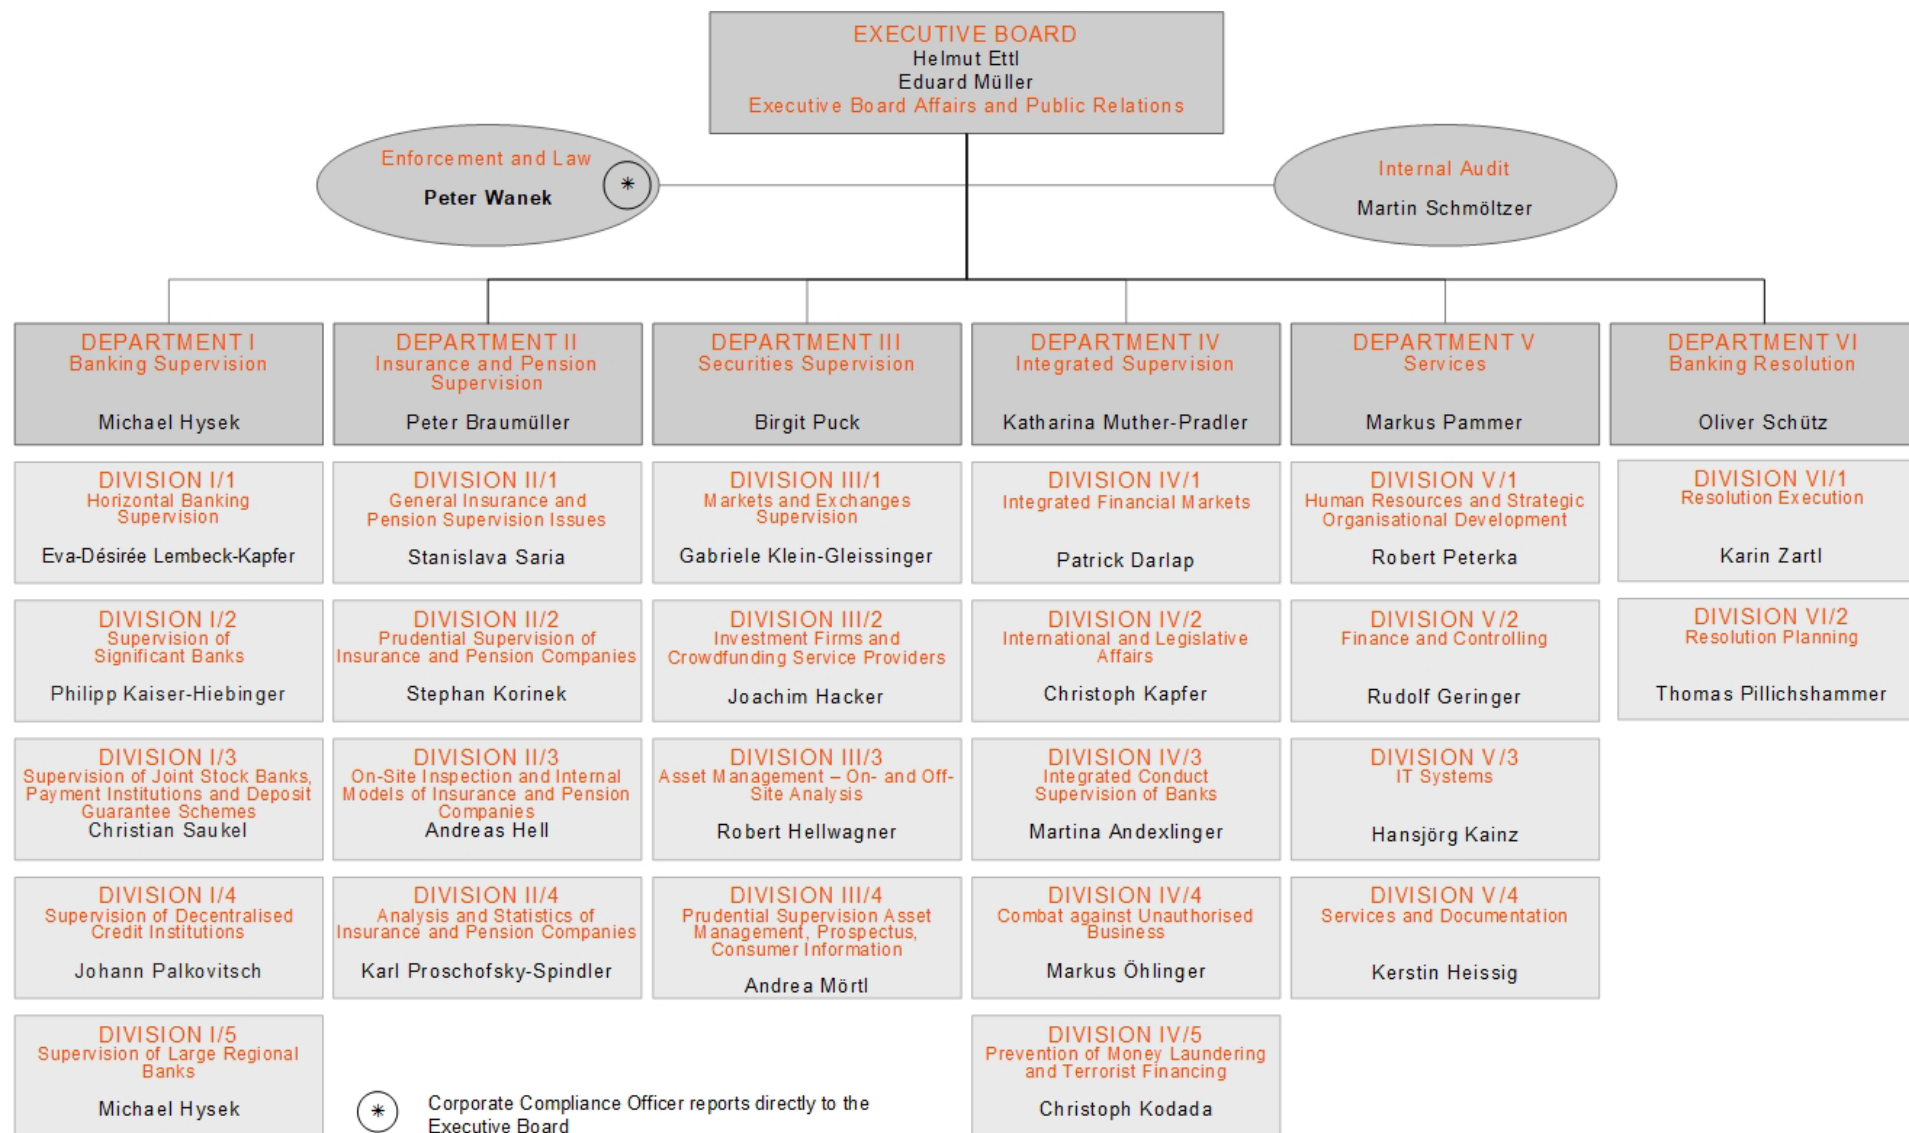 EXECUTIVE BOARD
Helmut Ettl
Eduard Müller
Executive Board Affairs and Public Relations
Enforcement and Law
Peter Wanek
*
Internal Audit
Martin Schmöltzer
DEPARTMENT I
Banking Supervision
Michael Hysek
DEPARTMENT II
Insurance and Pension
Supervision
Peter Braumüller
DEPARTMENT III
Securities Supervision
Birgit Puck
DEPARTMENT IV
Integrated Supervision
Katharina Muther-Pradler
DEPARTMENT V
Services
Markus Pammer
DEPARTMENT VI
Banking Resolution
Oliver Schütz
DIVISION I/1
Horizontal Banking
Supervision
Eva-Désirée Lembeck-Kapfer
DIVISION II/1
General Insurance and
Pension Supervision Issues
Stanislava Saria
DIVISION III/1
Markets and Exchanges
Supervision
Gabriele Klein-Gleissinger
DIVISION IV/1
Integrated Financial Markets
Patrick Darlap
DIVISION V/1
Human Resources and Strategic
Organisational Development
Robert Peterka
DIVISION VI/1
Resolution Execution
Karin Zartl
DIVISION I/2
Supervision of
Significant Banks
Philipp Kaiser-Hiebinger
DIVISION II/2
Prudential Supervision of
Insurance and Pension Companies
Stephan Korinek
DIVISION III/2
Investment Firms and
Crowdfunding Service Providers
Joachim Hacker
DIVISION IV/2
International and Legislative
Affairs
Christoph Kapfer
DIVISION V/2
Finance and Controlling
Rudolf Geringer
DIVISION VI/2
Resolution Planning
Thomas Pillichshammer
DIVISION I/3
Supervision of Joint Stock Banks,
Payment Institutions and Deposit
Guarantee Schemes
Christian Saukel
DIVISION II/3
On-Site Inspection and Internal
Models of Insurance and Pension
Companies
Andreas Hell
DIVISION III/3
Asset Management – On- and Off-
Site Analysis
Robert Hellwagner
DIVISION IV/3
Integrated Conduct
Supervision of Banks
Martina Andexlinger
DIVISION V/3
IT Systems
Hansjörg Kainz
DIVISION I/4
Supervision of Decentralised
Credit Institutions
Johann Palkovitsch
DIVISION II/4
Analysis and Statistics of
Insurance and Pension Companies
Karl Proschofsky-Spindler
DIVISION III/4
Prudential Supervision Asset
Management, Prospectus,
Consumer Information
Andrea Mörtl
DIVISION IV/4
Combat against Unauthorised
Business
Markus Öhlinger
DIVISION V/4
Services and Documentation
Kerstin Heissig
DIVISION I/5
Supervision of Large Regional
Banks
Michael Hysek
DIVISION IV/5
Prevention of Money Laundering
and Terrorist Financing
Christoph Kodada
*
Corporate Compliance Officer reports directly to the
Executive Board